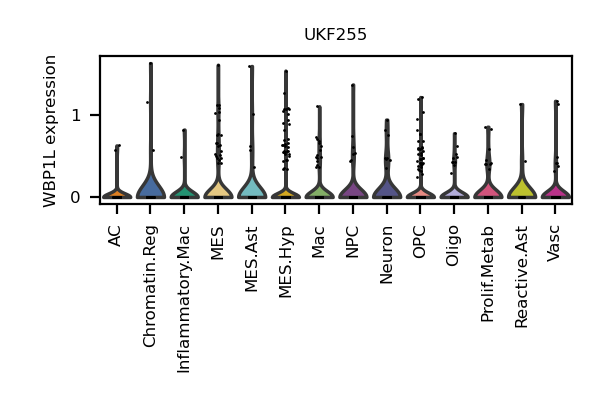 UKF255
WBP1L expression
1
0
AC
Chromatin.Reg
Inflammatory.Mac
MES
MES.Ast
MES.Hyp
Mac
NPC
Neuron
OPC
Oligo
Prolif.Metab
Reactive.Ast
Vasc